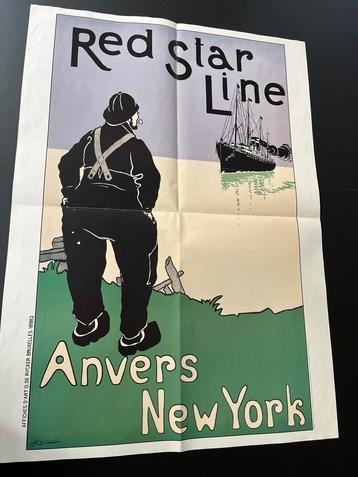 Red Star
Line
Anvers
New York
AFFICHES D'ART O. DE RYCKER. BRUXELLES